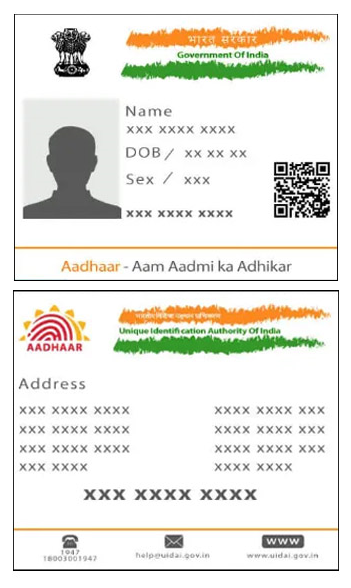 भारत सरकार
Government Of India
Name
xxx xxxx xxxx
DOB / xx xx xx
Sex / xxx
xxx xxxx xxxx
Aadhaar - Aam Aadmi ka Adhikar
AADHAAR
भारतीय विशिष्ट पहचान प्राधिकरण
Unique Identification Authority Of India
Address
xxx xxxx xxxx xxxx xxxx xxx
xxx xxxx xxxx xxxx xxxx xxx
xxx xxxx xxxx xxxx xxxx xxx
xxx xxxx xxxx xxxx
xxx xxxx xxxx
1947
18003001947
help@uidai.gov.in
www
www.uidai.gov.in